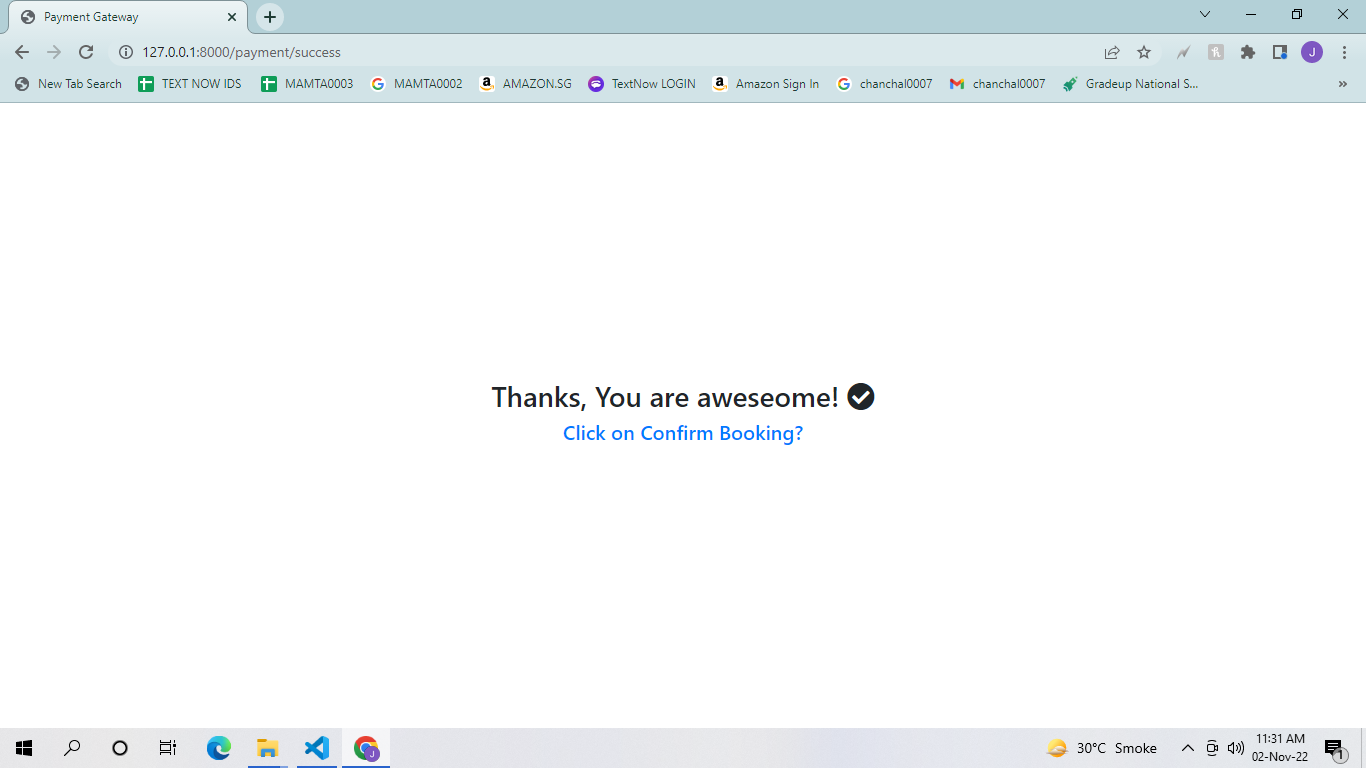 Payment Gateway
127.0.0.1:8000/payment/success
J
New Tab Search TEXT NOW IDS MAMTA0003 MAMTA0002 AMAZON.SG TextNow LOGIN Amazon Sign In chanchal0007 chanchal0007 Gradeup National S... »
Thanks, You are aweseome!
Click on Confirm Booking?
30°C Smoke
11:31 AM
02-Nov-22
1